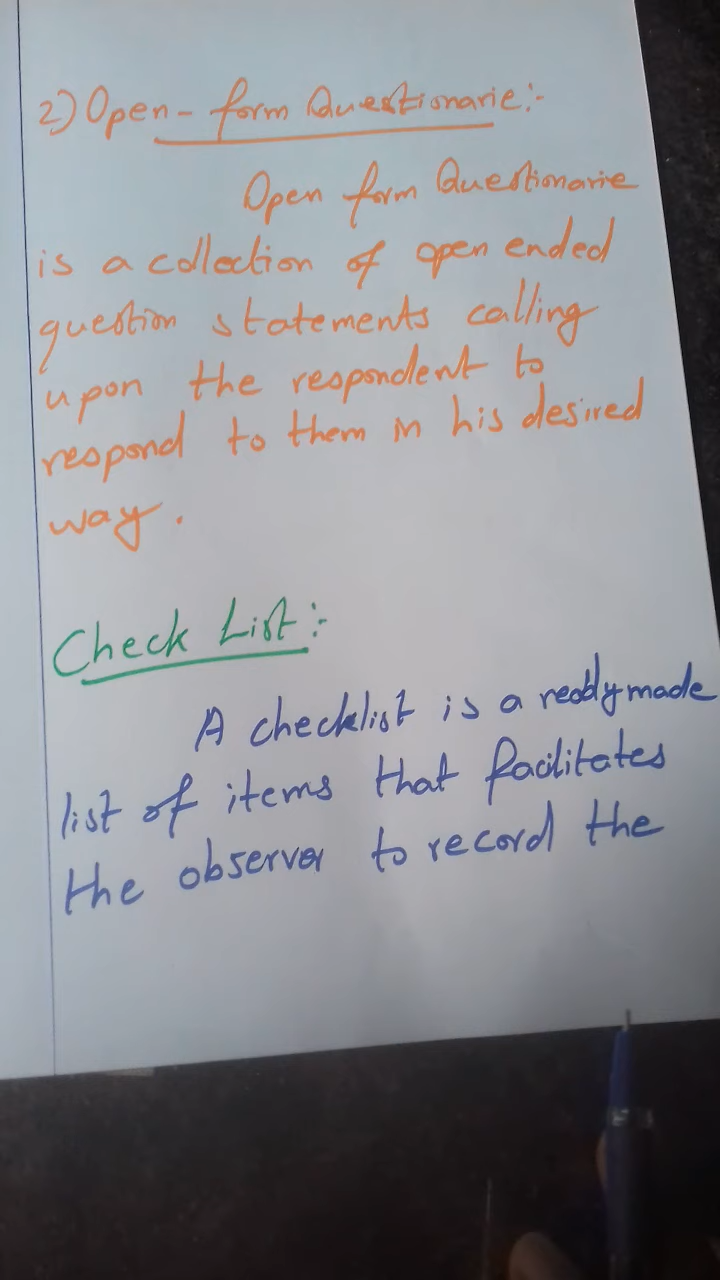 2) Open - form Questionarie:-
Open form Questionarie
is a collection of open ended
question statements calling
upon the respondent to
respond to them in his desired
way.
Check List:-
A checklist is a readymade
list of items that facilitates
the observer to record the